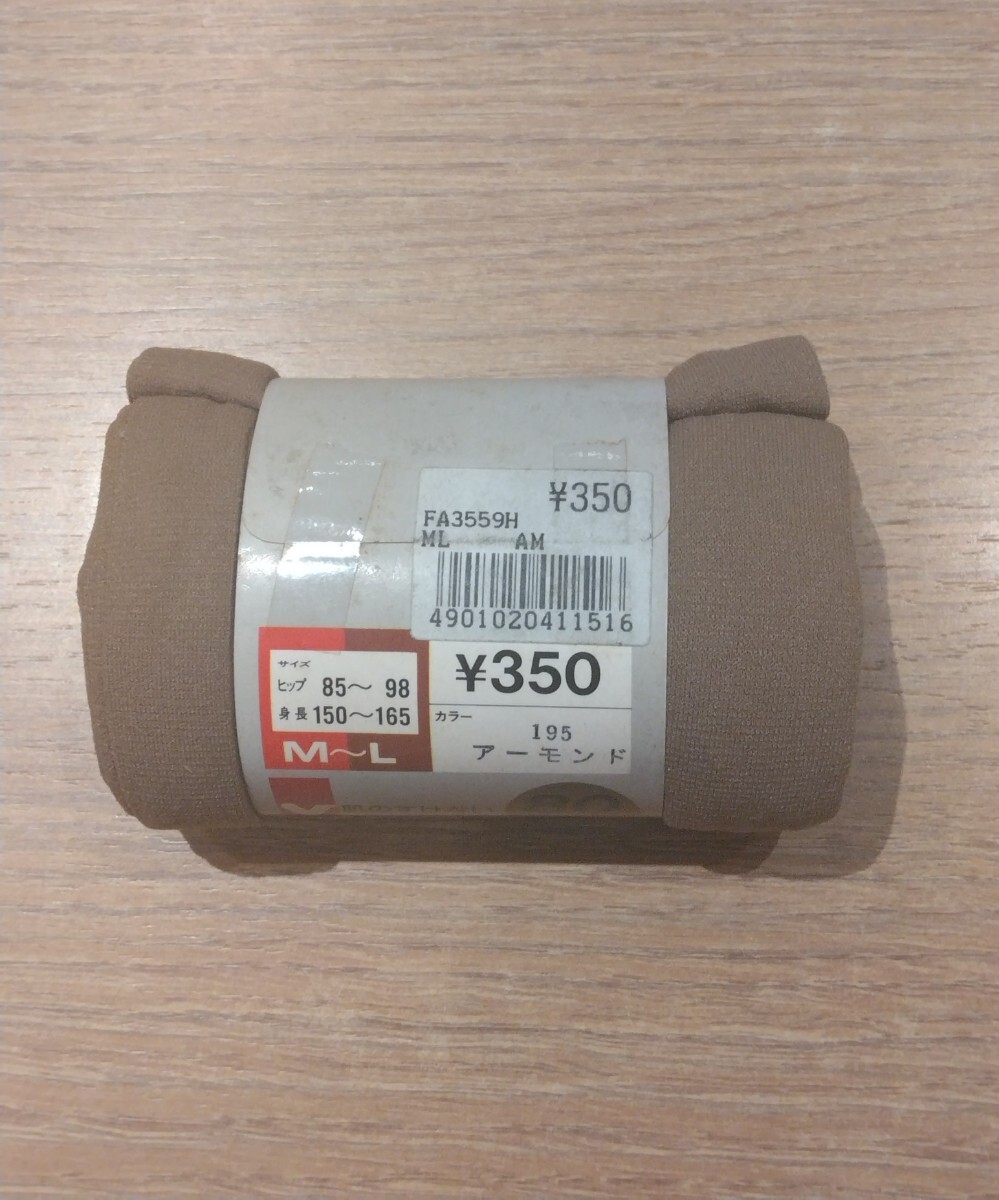 ¥350
FA3559H
ML AM
4901020411516
サイズ
ヒップ 85～98
身長 150～165
M～L
¥350
カラー
195
アーモンド